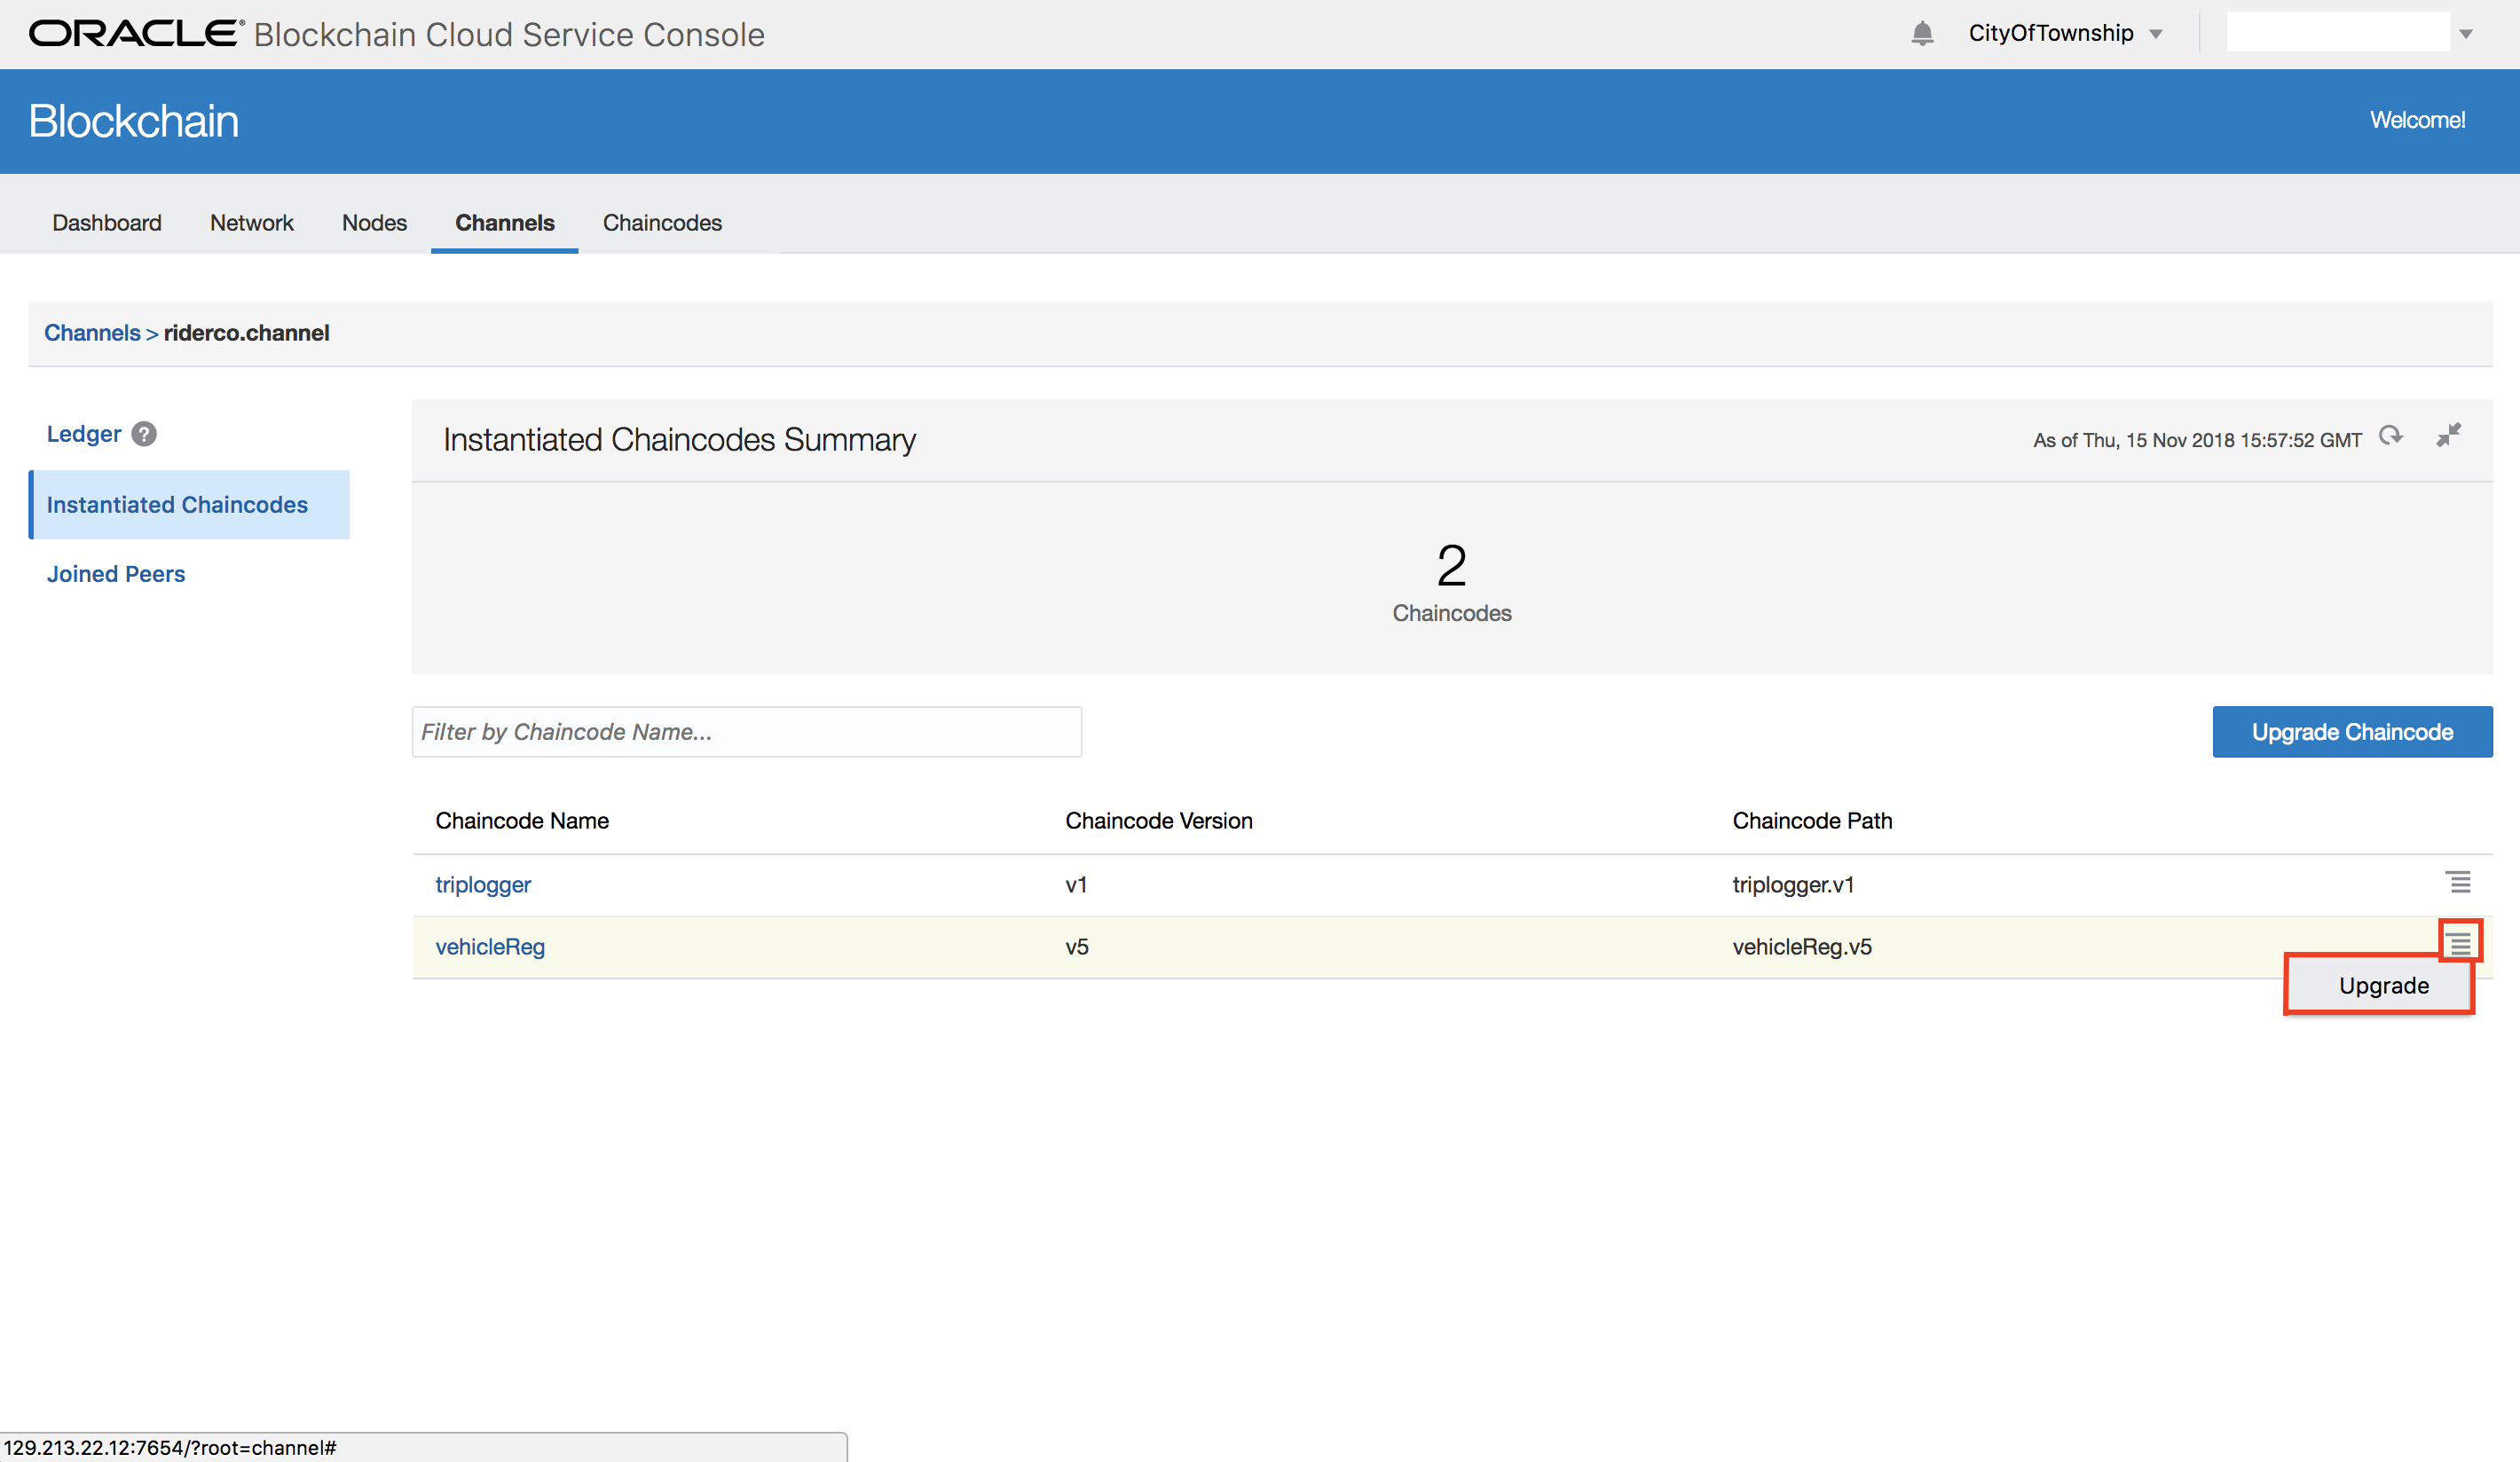 ORACLE® Blockchain Cloud Service Console
CityOfTownship
Blockchain
Welcome!
Dashboard Network Nodes Channels Chaincodes
Channels > riderco.channel
Ledger ?
Instantiated Chaincodes
Joined Peers
Instantiated Chaincodes Summary
As of Thu, 15 Nov 2018 15:57:52 GMT
2
Chaincodes
Filter by Chaincode Name...
Upgrade Chaincode
Chaincode Name Chaincode Version Chaincode Path
triplogger v1 triplogger.v1
vehicleReg v5 vehicleReg.v5
Upgrade
129.213.22.12:7654/?root=channel#